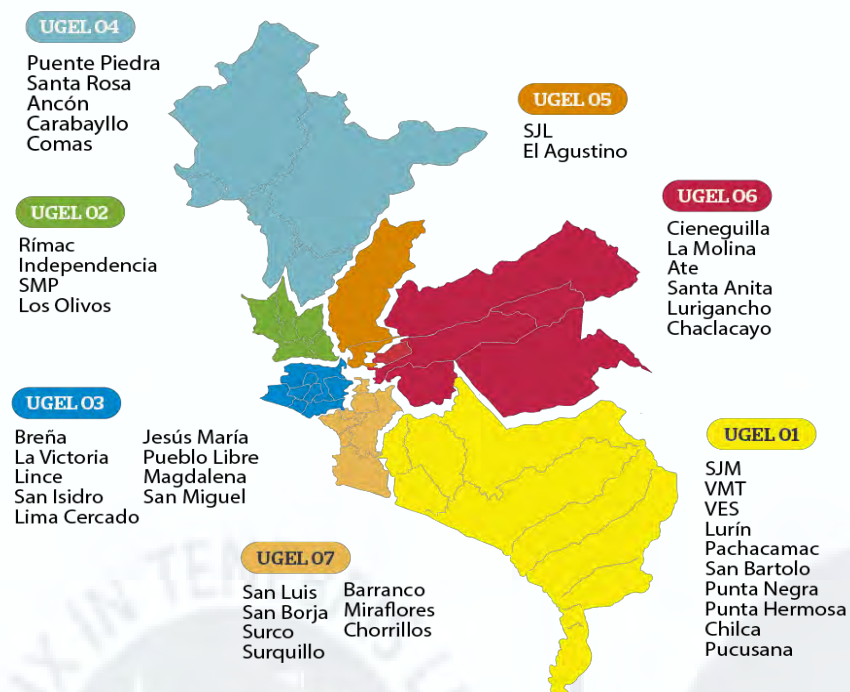 UGEL 04
Puente Piedra
Santa Rosa
Ancón
Carabayllo
Comas
UGEL 05
SJL
El Agustino
UGEL 02
Rímac
Independencia
SMP
Los Olivos
UGEL 06
Cieneguilla
La Molina
Ate
Santa Anita
Lurigancho
Chaclacayo
UGEL 03
Breña
La Victoria
Lince
San Isidro
Lima Cercado
Jesús María
Pueblo Libre
Magdalena
San Miguel
UGEL 01
SJM
VMT
VES
Lurín
Pachacamac
San Bartolo
Punta Negra
Punta Hermosa
Chilca
Pucusana
UGEL 07
San Luis
San Borja
Surco
Surquillo
Barranco
Miraflores
Chorrillos